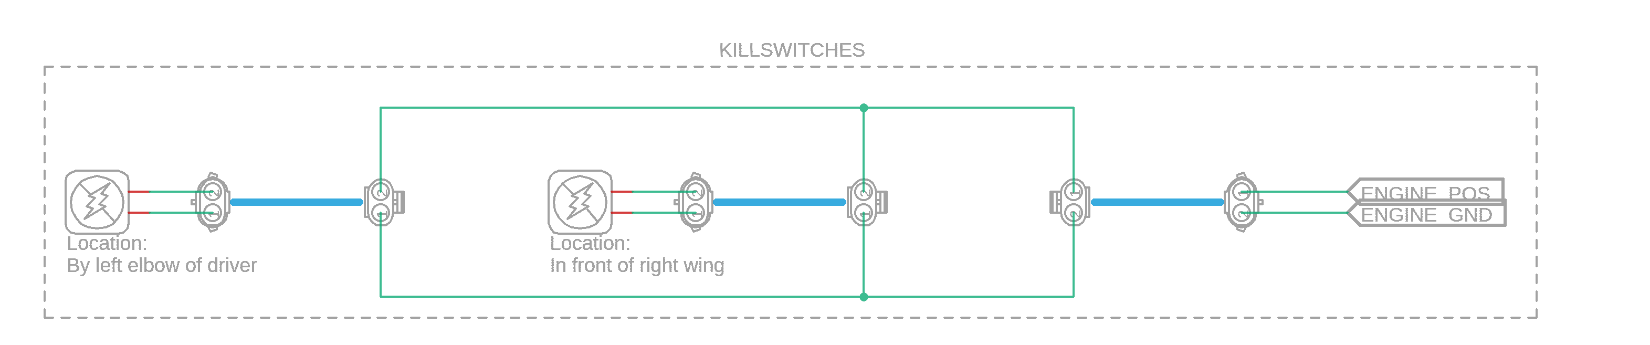 KILLSWITCHES
ENGINE_POS
ENGINE_GND
Location:
By left elbow of driver
Location:
In front of right wing